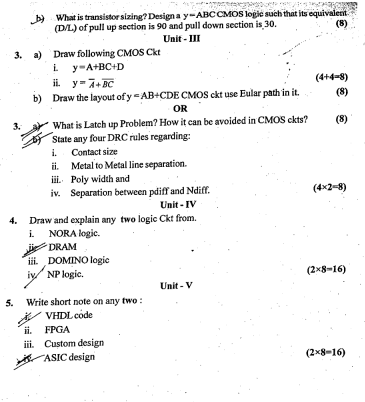 b) What is transistor sizing? Design a y=ABC CMOS logic such that its equivalent
(D/L) of pull up section is 90 and pull down section is 30. (8)
Unit - III
3. a) Draw following CMOS Ckt
i. y=A+BC+D
ii. y = A̅+B̅C̅ (4+4=8)
b) Draw the layout of y = AB+CDE CMOS ckt use Eular path in it. (8)
OR
3. a) What is Latch up Problem? How it can be avoided in CMOS ckts? (8)
b) State any four DRC rules regarding:
i. Contact size
ii. Metal to Metal line separation.
iii. Poly width and
iv. Separation between pdiff and Ndiff. (4×2=8)
Unit - IV
4. Draw and explain any two logic Ckt from.
i. NORA logic.
ii. DRAM
iii. DOMINO logic
iv. NP logic. (2×8=16)
Unit - V
5. Write short note on any two :
i. VHDL code
ii. FPGA
iii. Custom design
iv. ASIC design (2×8=16)